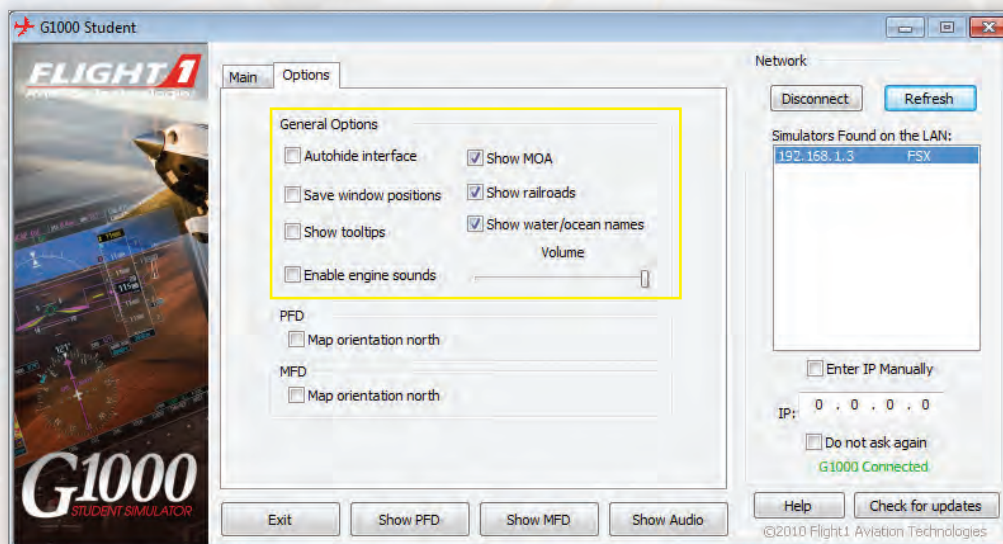 G1000 Student
FLIGHT1
Main
Options
General Options
Autohide interface
Save window positions
Show tooltips
Enable engine sounds
Show MOA
Show railroads
Show water/ocean names
Volume
PFD
Map orientation north
MFD
Map orientation north
G1000
STUDENT SIMULATOR
Exit
Show PFD
Show MFD
Show Audio
Network
Disconnect
Refresh
Simulators Found on the LAN:
192.168.1.3 FSX
Enter IP Manually
IP: 0 . 0 . 0 . 0
Do not ask again
G1000 Connected
Help
Check for updates
©2010 Flight1 Aviation Technologies